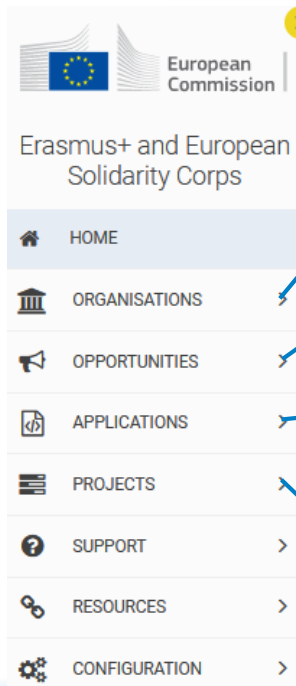 European
Commission
Erasmus+ and European
Solidarity Corps
HOME
ORGANISATIONS
OPPORTUNITIES
APPLICATIONS
PROJECTS
SUPPORT
RESOURCES
CONFIGURATION